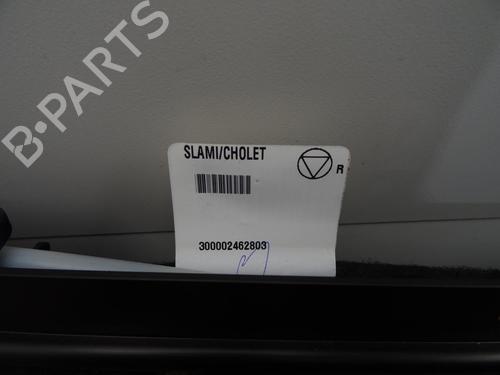 B-PARTS
SLAMI/CHOLET
R
300002462803